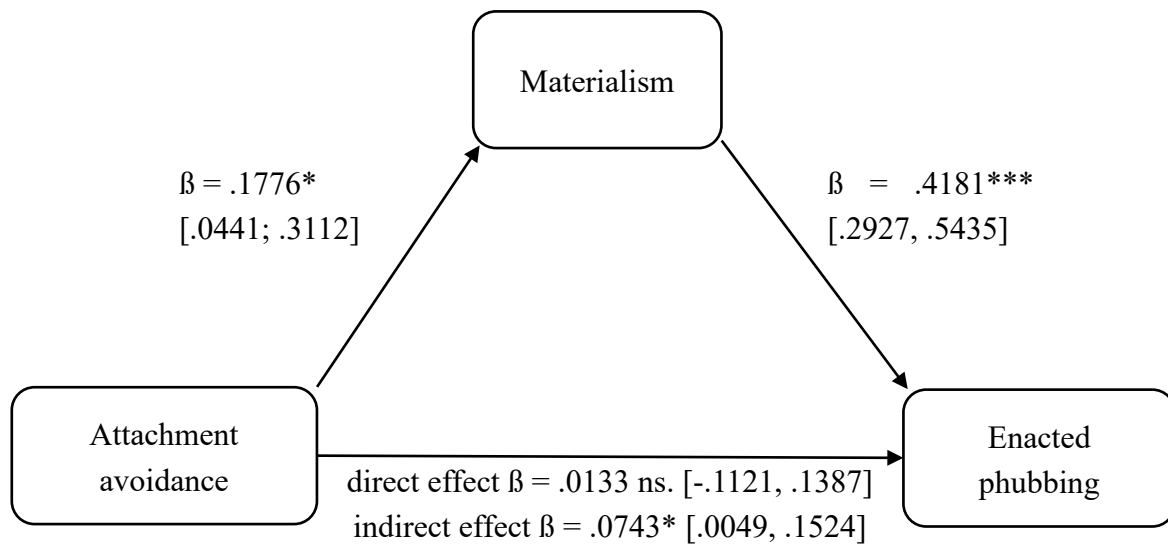 Materialism
ß = .1776*
[.0441; .3112]
ß = .4181***
[.2927, .5435]
Attachment
avoidance
direct effect ß = .0133 ns. [-.1121, .1387]
indirect effect ß = .0743* [.0049, .1524]
Enacted
phubbing